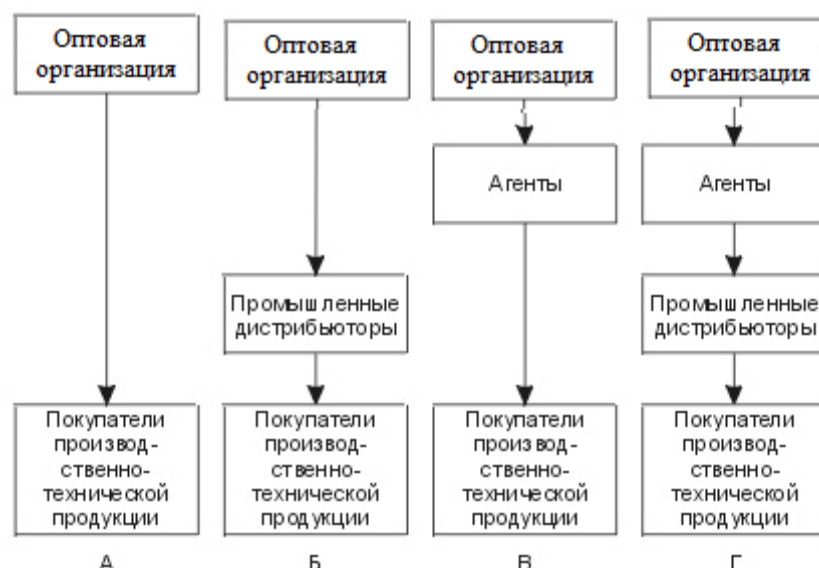 Оптовая
организация
Оптовая
организация
Оптовая
организация
Оптовая
организация
Агенты
Агенты
Промышленные
дистрибьюторы
Промышленные
дистрибьюторы
Покупатели
производ-
ственно-
технической
продукции
Покупатели
производ-
ственно-
технической
продукции
Покупатели
производ-
ственно-
технической
продукции
Покупатели
производ-
ственно-
технической
продукции
А
Б
В
Г